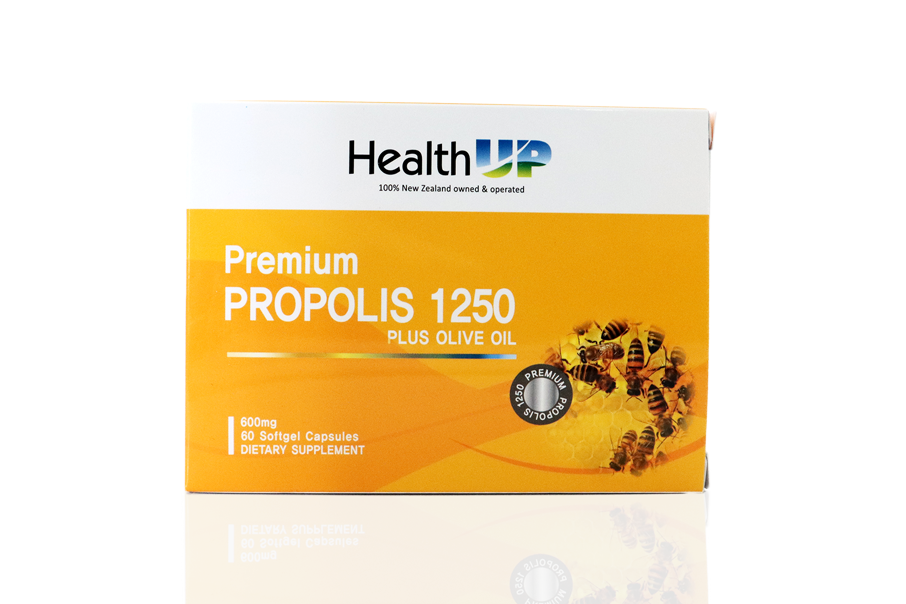 HealthUP
100% New Zealand owned & operated
Premium
PROPOLIS 1250
PLUS OLIVE OIL
1250 PREMIUM PROPOLIS
600mg
60 Softgel Capsules
DIETARY SUPPLEMENT